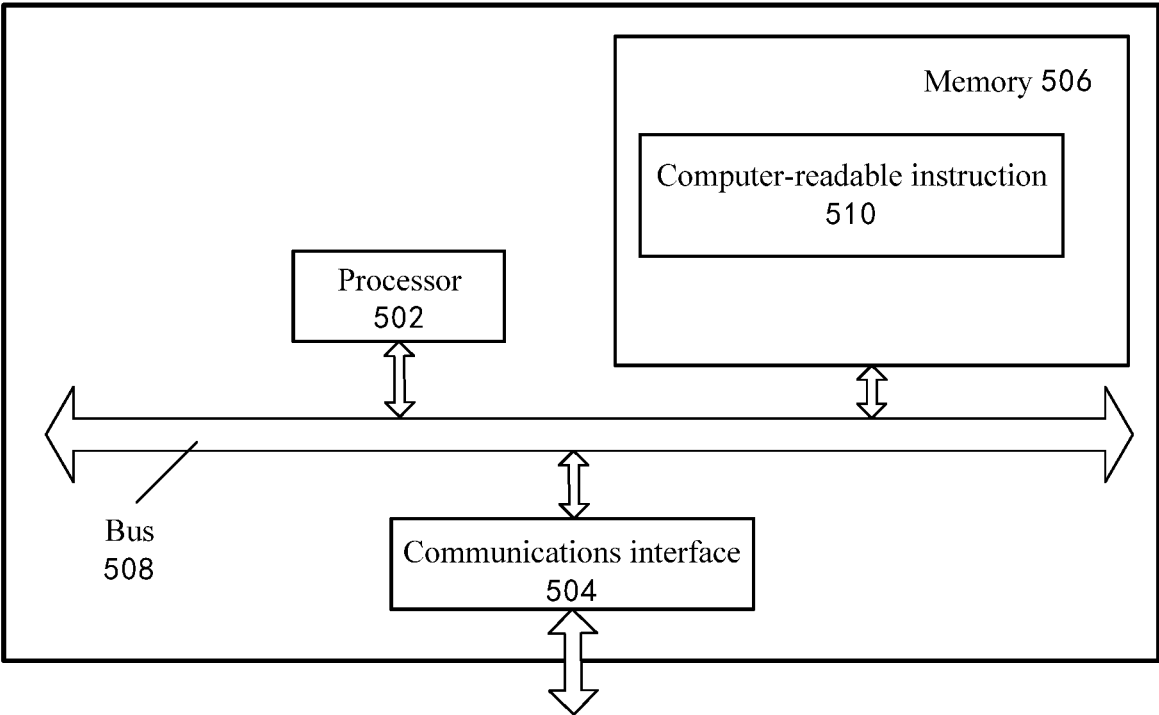 Memory 506
Computer-readable instruction
510
Processor
502
Bus
508
Communications interface
504